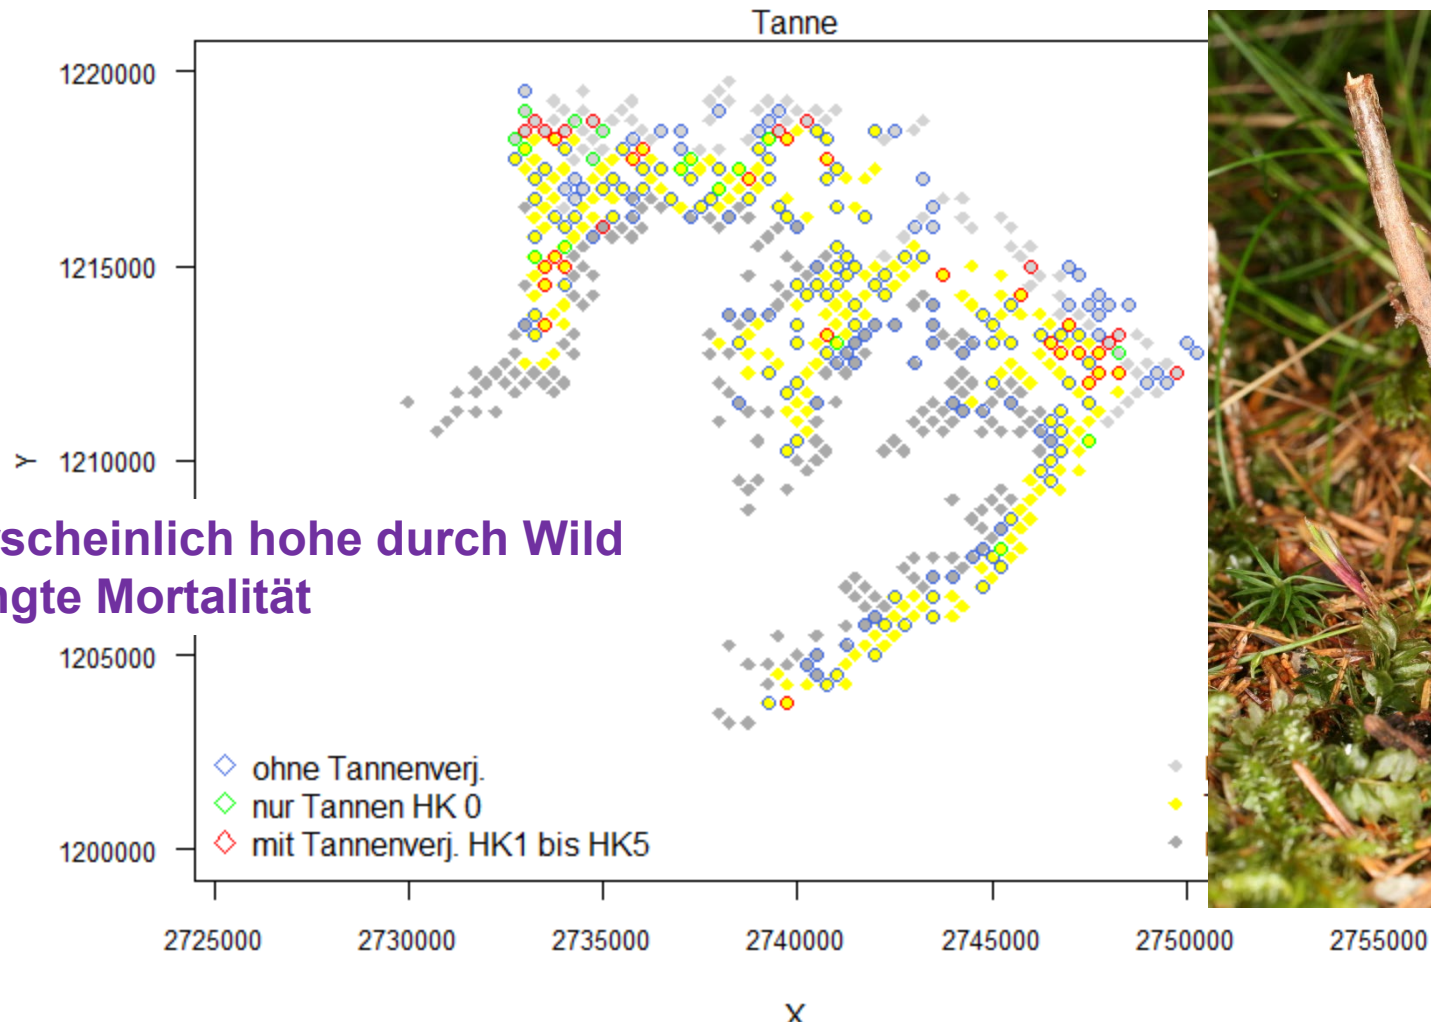 Tanne
1220000
1215000
Y
1210000
scheinlich hohe durch Wild
ngte Mortalität
1205000
ohne Tannenverj.
nur Tannen HK 0
mit Tannenverj. HK1 bis HK5
1200000
2725000 2730000 2735000 2740000 2745000 2750000 2755000
X